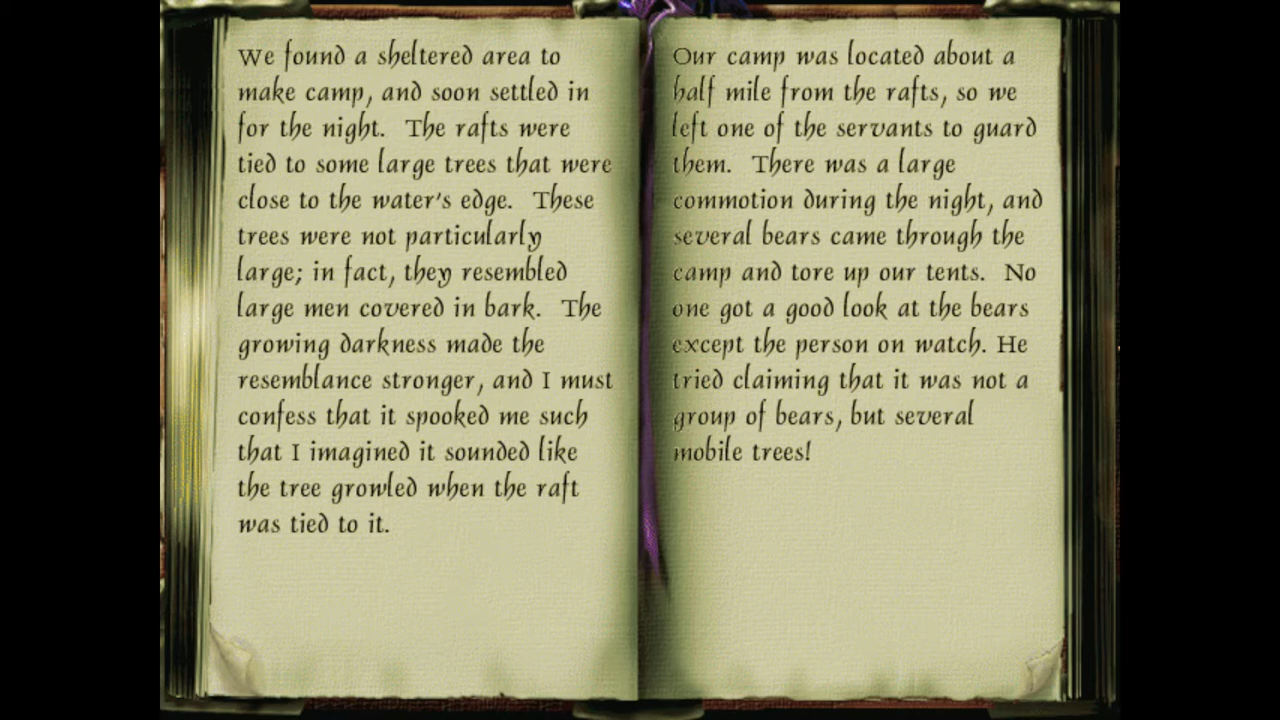 We found a sheltered area to
make camp, and soon settled in
for the night.  The rafts were
tied to some large trees that were
close to the water's edge.  These
trees were not particularly
large; in fact, they resembled
large men covered in bark.  The
growing darkness made the
resemblance stronger, and I must
confess that it spooked me such
that I imagined it sounded like
the tree growled when the raft
was tied to it.
Our camp was located about a
half mile from the rafts, so we
left one of the servants to guard
them.  There was a large
commotion during the night, and
several bears came through the
camp and tore up our tents.  No
one got a good look at the bears
except the person on watch. He
tried claiming that it was not a
group of bears, but several
mobile trees!